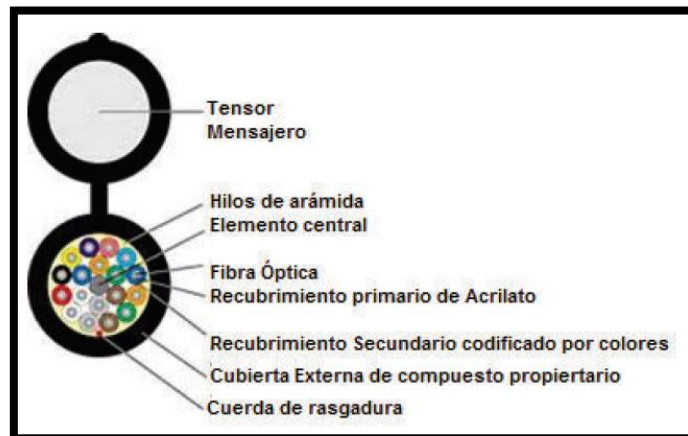 Tensor
Mensajero
Hilos de arámida
Elemento central
Fibra Óptica
Recubrimiento primario de Acrilato
Recubrimiento Secundario codificado por colores
Cubierta Externa de compuesto propiertario
Cuerda de rasgadura